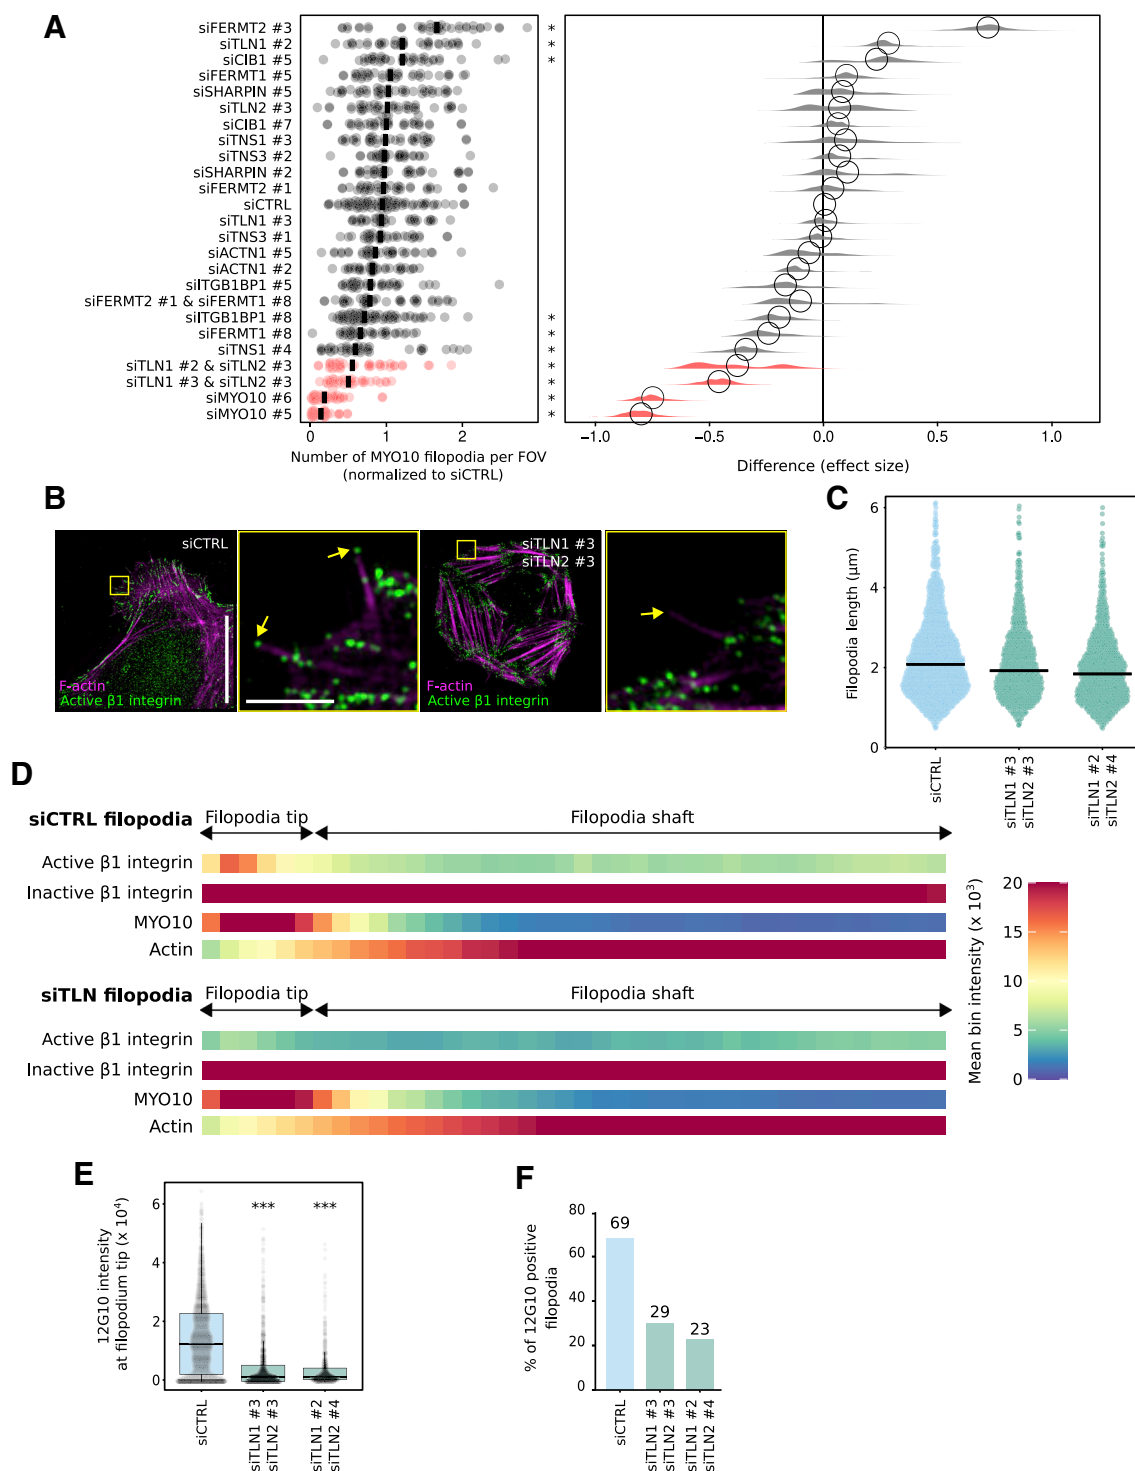 A
siFERMT2 #3
*
siTLN1 #2
*
siCIB1 #5
*
siFERMT1 #5
siSHARPIN #5
siTLN2 #3
siCIB1 #7
siTNS1 #3
siTNS3 #2
siSHARPIN #2
siFERMT2 #1
siCTRL
siTLN1 #3
siTNS3 #1
siACTN1 #5
siACTN1 #2
siITGB1BP1 #5
siFERMT2 #1 & siFERMT1 #8
siITGB1BP1 #8
*
siFERMT1 #8
*
siTNS1 #4
*
siTLN1 #2 & siTLN2 #3
*
siTLN1 #3 & siTLN2 #3
*
siMYO10 #6
*
siMYO10 #5
*
0 1 2
−1.0 −0.5 0.0 0.5 1.0
Number of MYO10 filopodia per FOV
(normalized to siCTRL)
Difference (effect size)
B
siCTRL
F-actin
Active β1 integrin
siTLN1 #3
siTLN2 #3
F-actin
Active β1 integrin
C
Filopodia length (μm)
6
4
2
0
siCTRL
siTLN1 #3
siTLN2 #3
siTLN1 #2
siTLN2 #4
D
siCTRL filopodia
Filopodia tip
Filopodia shaft
Active β1 integrin
Inactive β1 integrin
MYO10
Actin
siTLN filopodia
Filopodia tip
Filopodia shaft
Active β1 integrin
Inactive β1 integrin
MYO10
Actin
Mean bin intensity (x 10³)
20
15
10
5
0
E
12G10 intensity
at filopodium tip (x 10⁴)
6
4
2
0
*** ***
siCTRL
siTLN1 #3
siTLN2 #3
siTLN1 #2
siTLN2 #4
F
% of 12G10 positive
filopodia
80
60
40
20
0
69
29
23
siCTRL
siTLN1 #3
siTLN2 #3
siTLN1 #2
siTLN2 #4